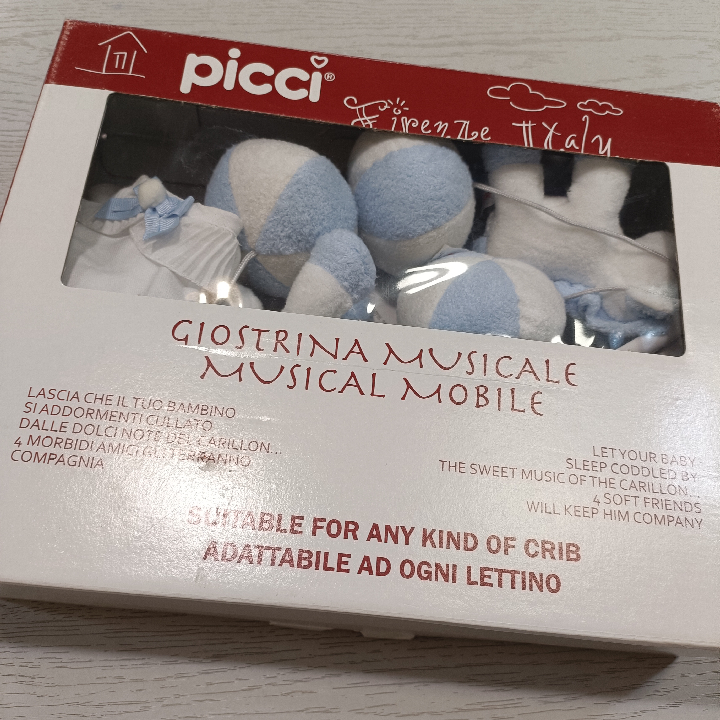 picci®
Firenze Italy
GIOSTRINA MUSICALE
MUSICAL MOBILE
LASCIA CHE IL TUO BAMBINO
SI ADDORMENTI CULLATO
DALLE DOLCI NOTE DEL CARILLON...
4 MORBIDI AMICI GLI TERRANNO
COMPAGNIA
LET YOUR BABY
SLEEP CODDLED BY
THE SWEET MUSIC OF THE CARILLON...
4 SOFT FRIENDS
WILL KEEP HIM COMPANY
SUITABLE FOR ANY KIND OF CRIB
ADATTABILE AD OGNI LETTINO